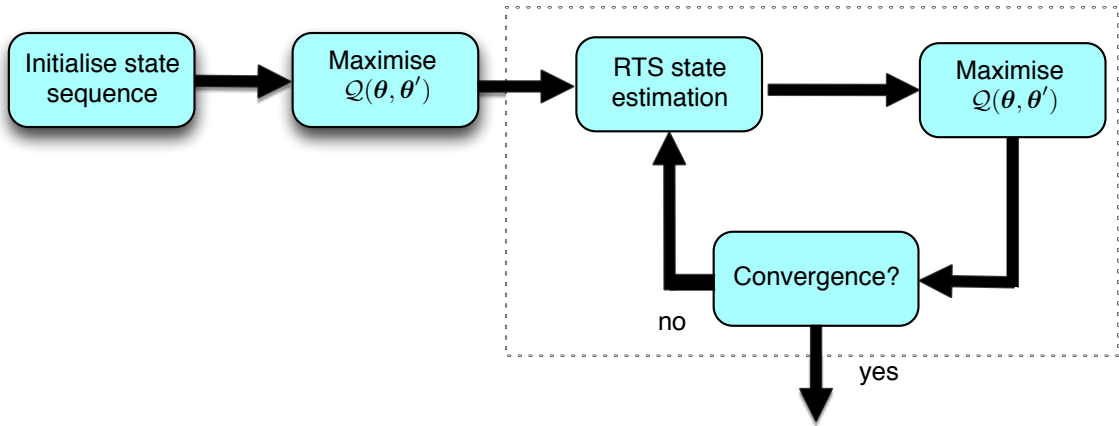 Initialise state
sequence
Maximise
𝒬(θ, θ′)
RTS state
estimation
Maximise
𝒬(θ, θ′)
Convergence?
no
yes